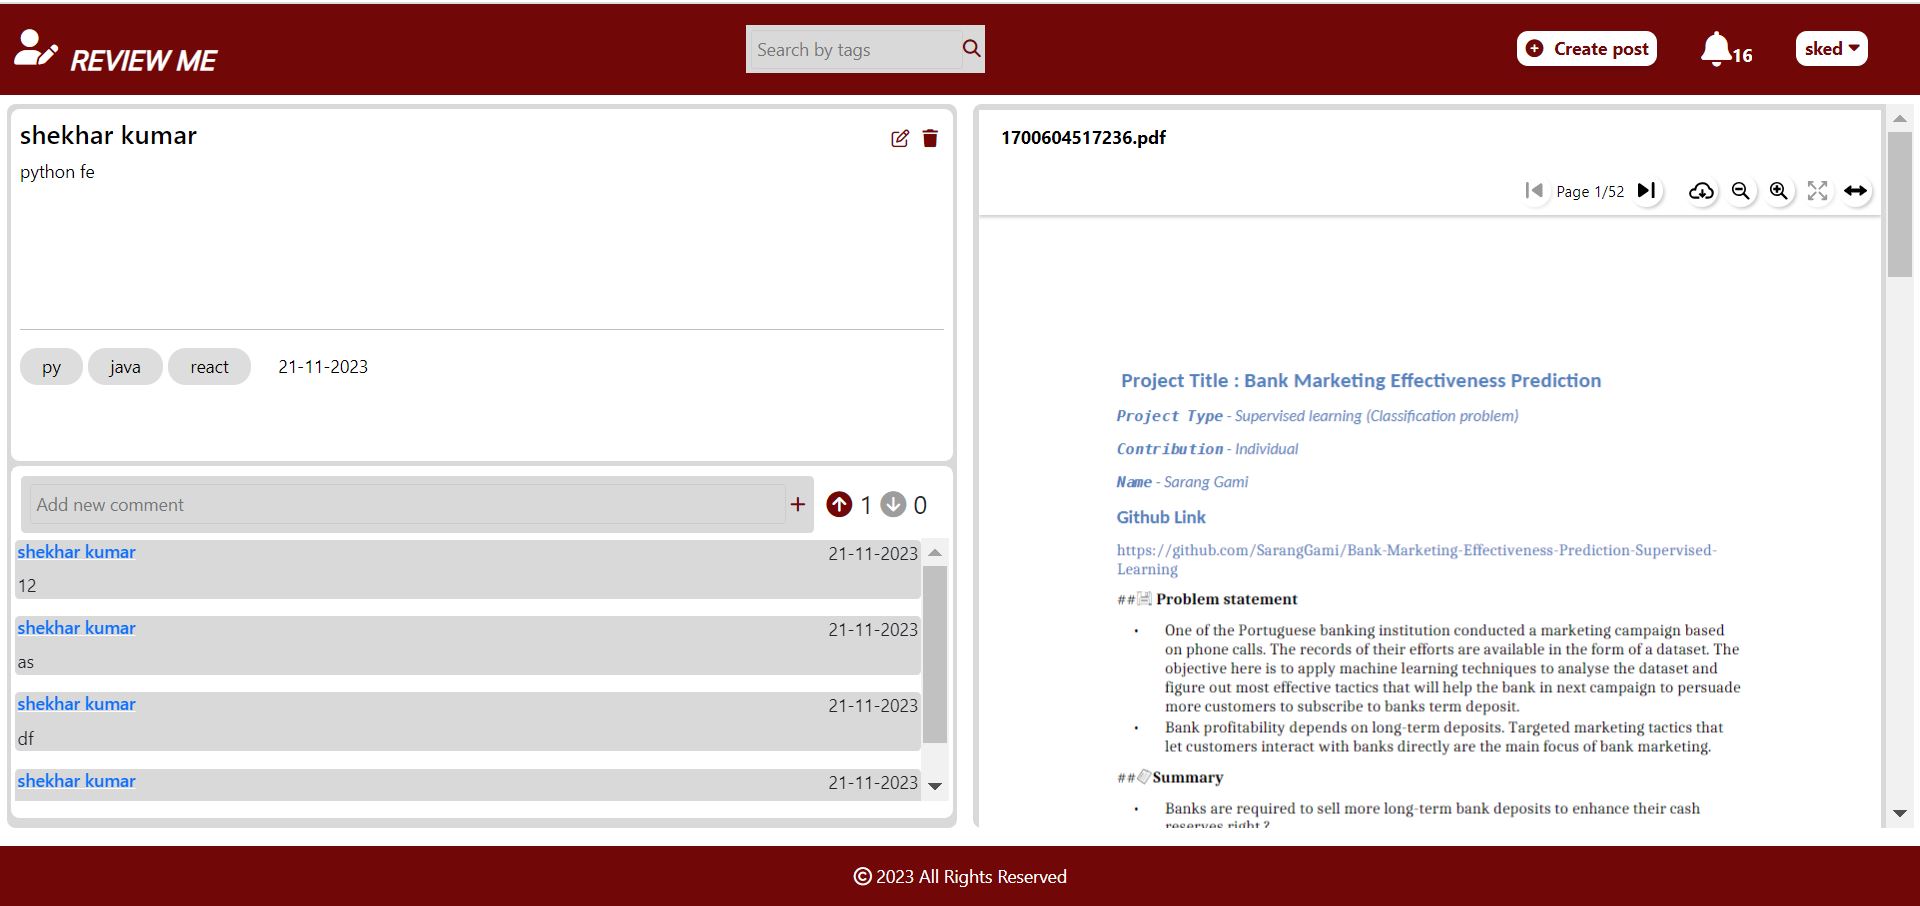 REVIEW ME
Search by tags
Create post
16
sked
shekhar kumar
python fe
py java react 21-11-2023
Add new comment
+ 1 0
shekhar kumar 21-11-2023
12
shekhar kumar 21-11-2023
as
shekhar kumar 21-11-2023
df
shekhar kumar 21-11-2023
1700604517236.pdf
Page 1/52
Project Title : Bank Marketing Effectiveness Prediction
Project Type - Supervised learning (Classification problem)
Contribution - Individual
Name - Sarang Gami
Github Link
https://github.com/SarangGami/Bank-Marketing-Effectiveness-Prediction-Supervised-
Learning
## Problem statement
• One of the Portuguese banking institution conducted a marketing campaign based
on phone calls. The records of their efforts are available in the form of a dataset. The
objective here is to apply machine learning techniques to analyse the dataset and
figure out most effective tactics that will help the bank in next campaign to persuade
more customers to subscribe to banks term deposit.
• Bank profitability depends on long-term deposits. Targeted marketing tactics that
let customers interact with banks directly are the main focus of bank marketing.
## Summary
• Banks are required to sell more long-term bank deposits to enhance their cash
reserves right ?
© 2023 All Rights Reserved